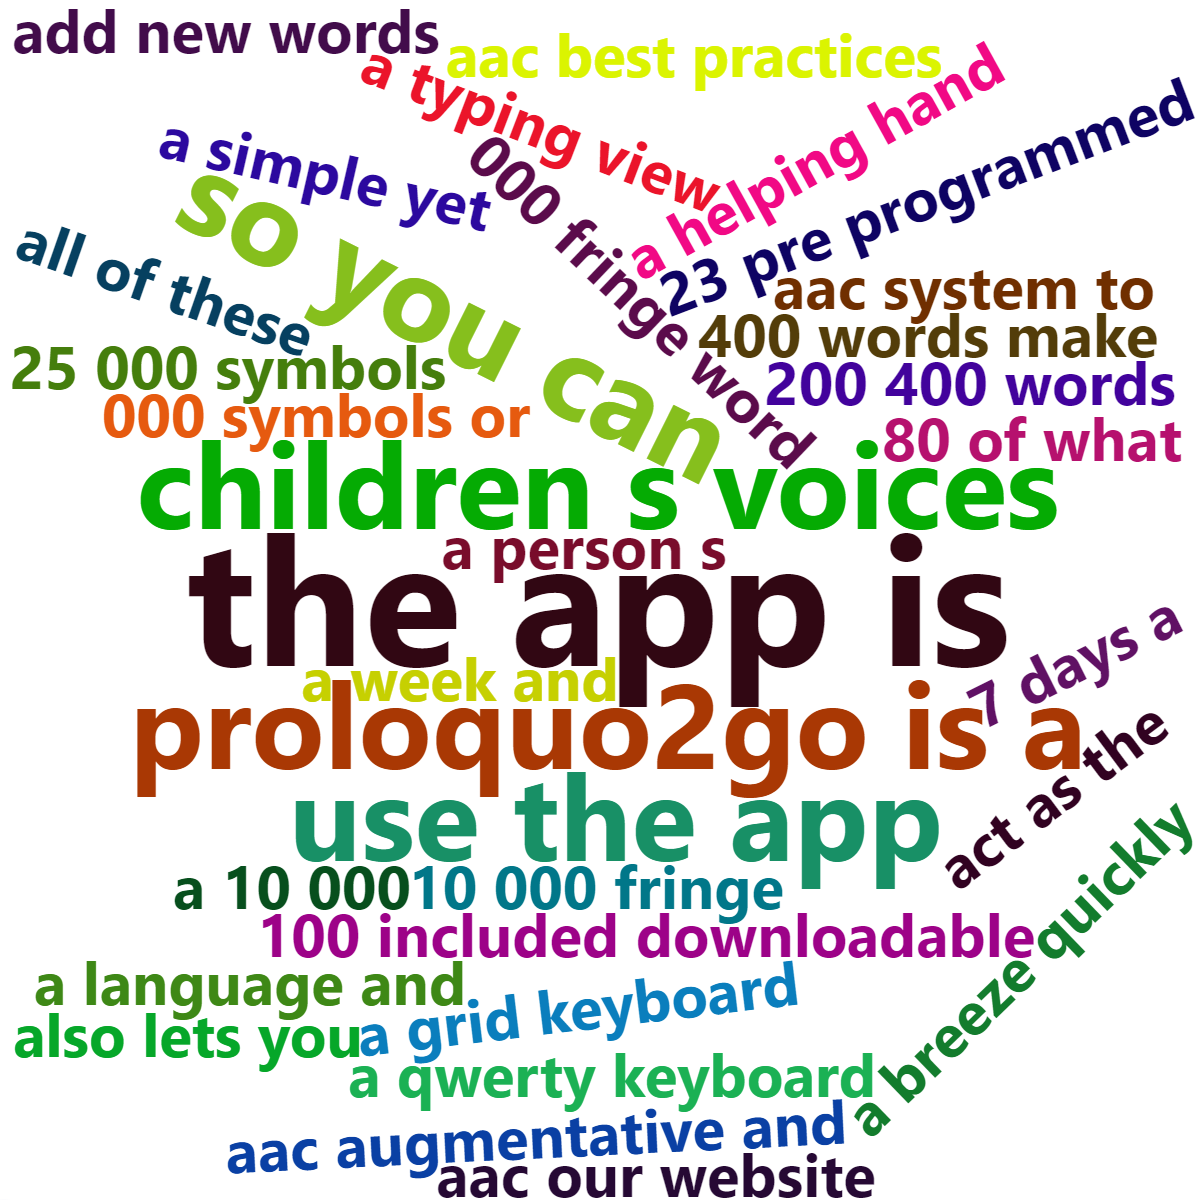 add new words
aac best practices
a typing view
a helping hand
a simple yet
000 fringe word
23 pre programmed
so you can
all of these
aac system to
400 words make
25 000 symbols
200 400 words
000 symbols or
80 of what
children s voices
a person s
the app is
a week and
7 days a
proloquo2go is a
act as the
use the app
a 10 000
10 000 fringe
100 included downloadable
a breeze quickly
a language and
a grid keyboard
also lets you
a qwerty keyboard
aac augmentative and
aac our website